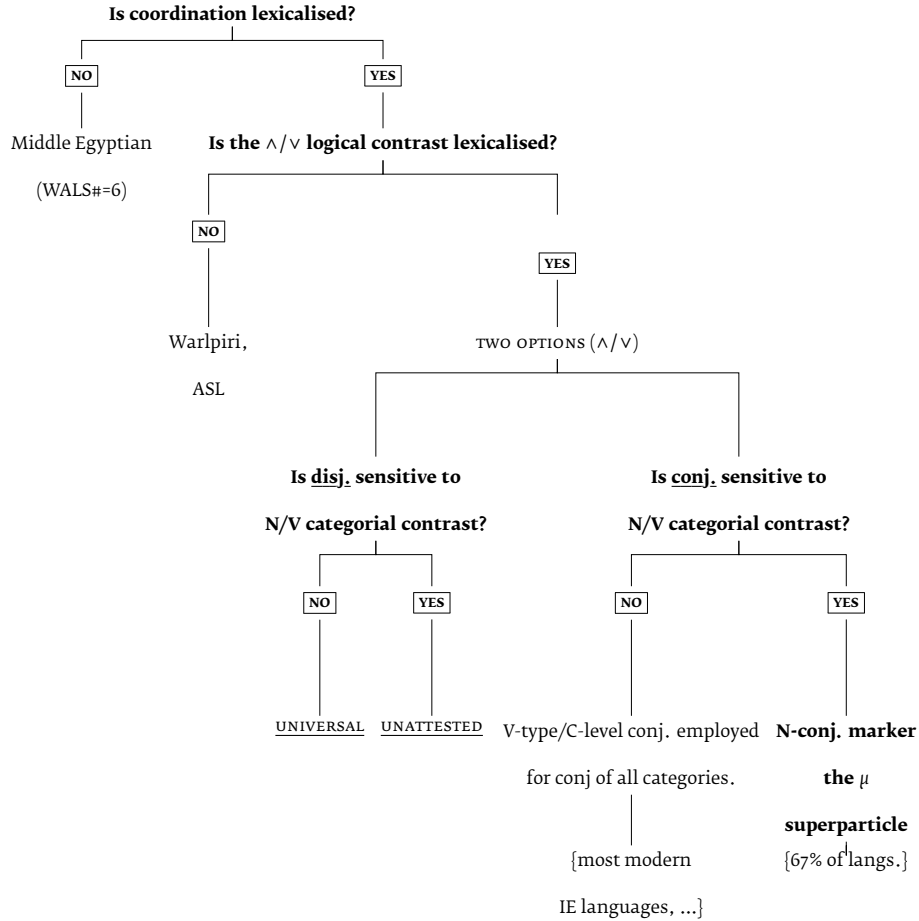 Is coordination lexicalised?
NO
YES
Middle Egyptian
(WALS#=6)
Is the ∧/∨ logical contrast lexicalised?
NO
YES
Warlpiri,
ASL
TWO OPTIONS (∧/∨)
Is disj. sensitive to
N/V categorial contrast?
Is conj. sensitive to
N/V categorial contrast?
NO
YES
NO
YES
UNIVERSAL
UNATTESTED
V-type/C-level conj. employed
for conj of all categories.
N-conj. marker
the μ
superparticle
{most modern
IE languages, ...}
{67% of langs.}